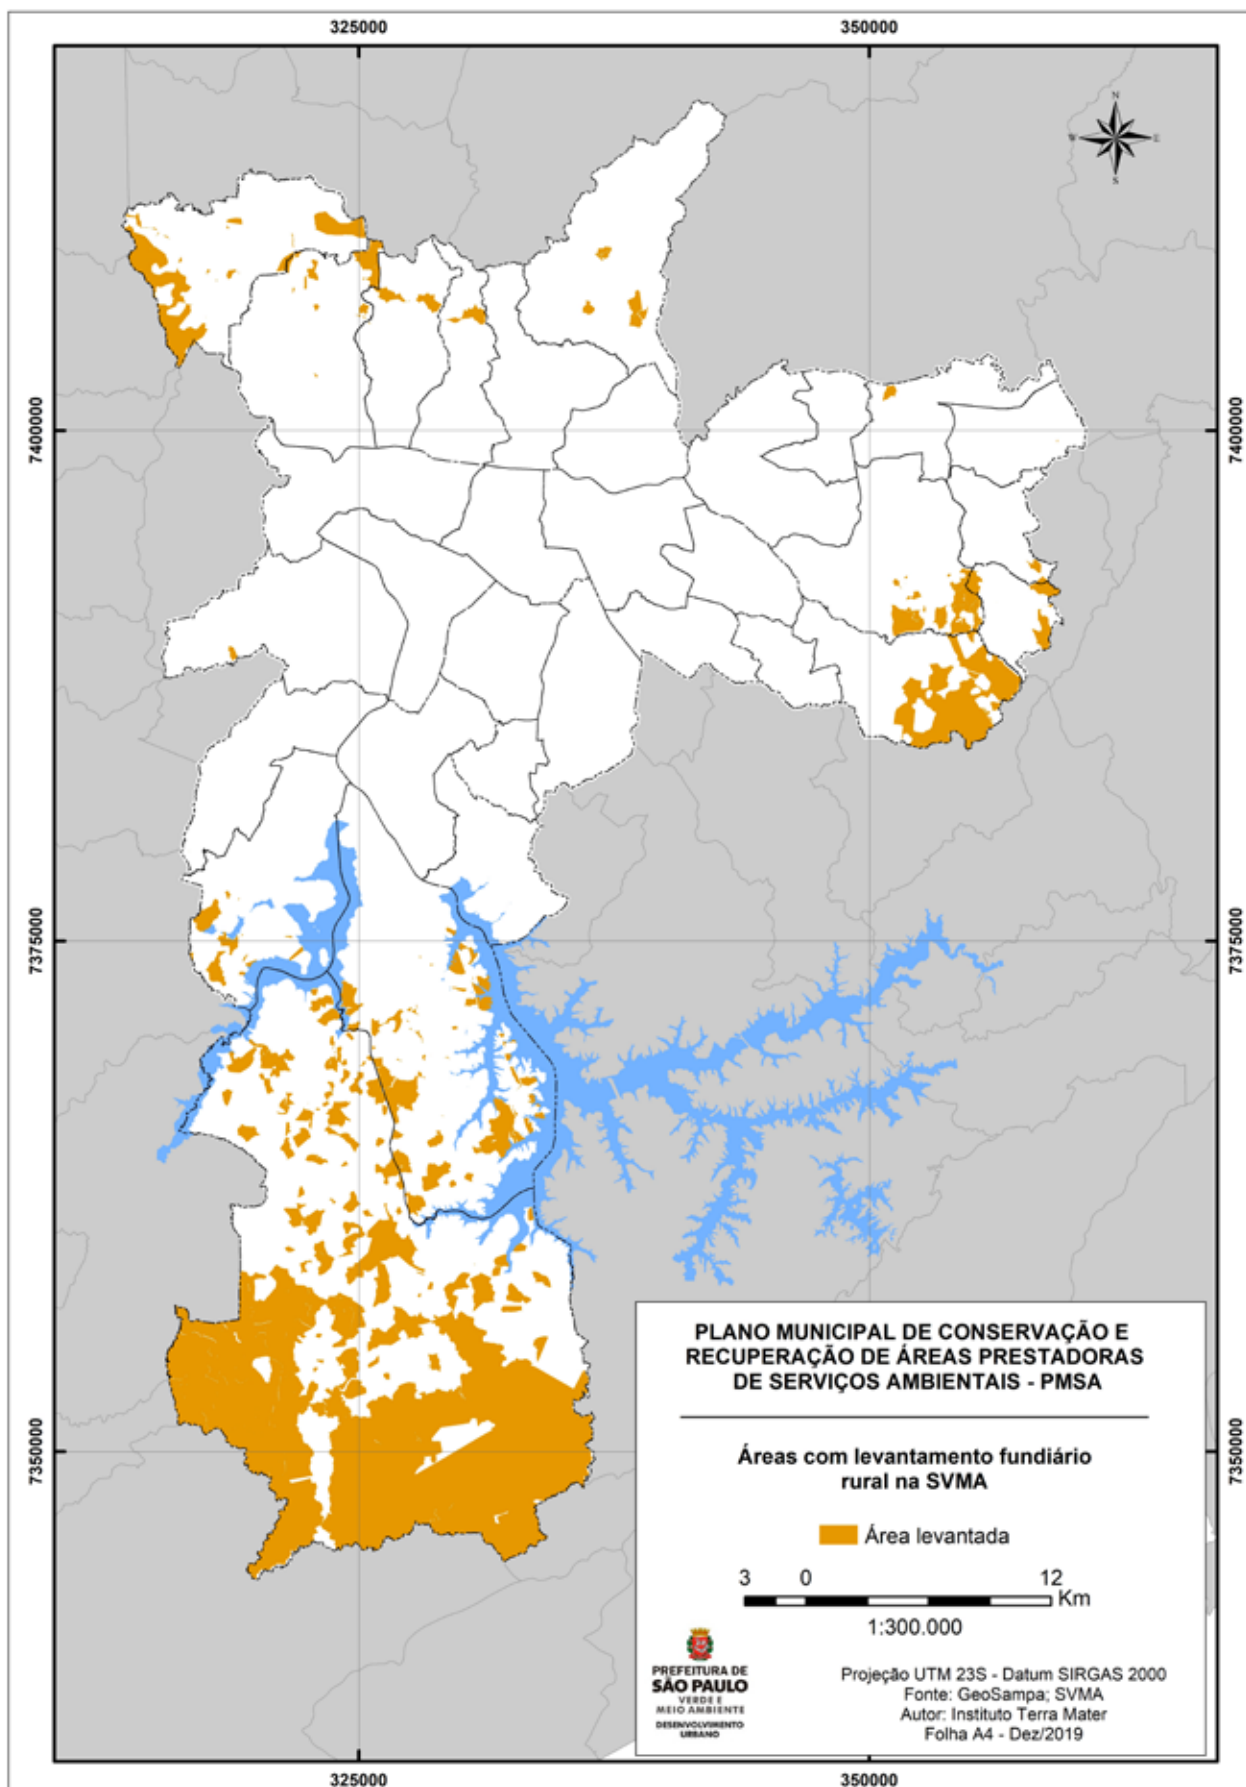 325000
350000
N
W
E
S
7400000
7400000
7375000
7375000
7350000
7350000
PLANO MUNICIPAL DE CONSERVAÇÃO E
RECUPERAÇÃO DE ÁREAS PRESTADORAS
DE SERVIÇOS AMBIENTAIS - PMSA
Áreas com levantamento fundiário
rural na SVMA
Área levantada
3 0 12
Km
1:300.000
PREFEITURA DE
SÃO PAULO
VERDE E
MEIO AMBIENTE
DESENVOLVIMENTO
URBANO
Projeção UTM 23S - Datum SIRGAS 2000
Fonte: GeoSampa; SVMA
Autor: Instituto Terra Mater
Folha A4 - Dez/2019
325000
350000